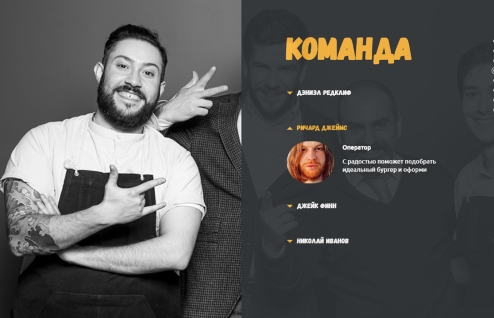 КОМАНДА
ДЭНИЭЛ РЕДКЛИФ
РИЧАРД ДЖЕЙМС
Оператор
С радостью поможет подобрать
идеальный бургер и оформи
ДЖЕЙК ФИНН
НИКОЛАЙ ИВАНОВ